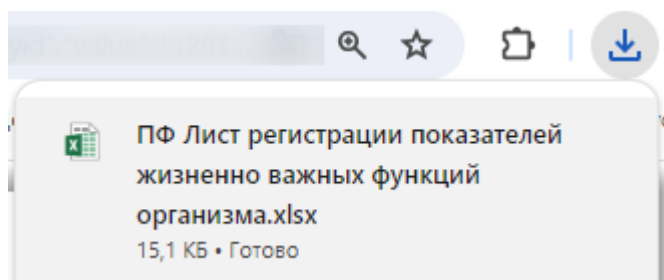 ПФ Лист регистрации показателей
жизненно важных функций
организма.xlsx
15,1 КБ • Готово